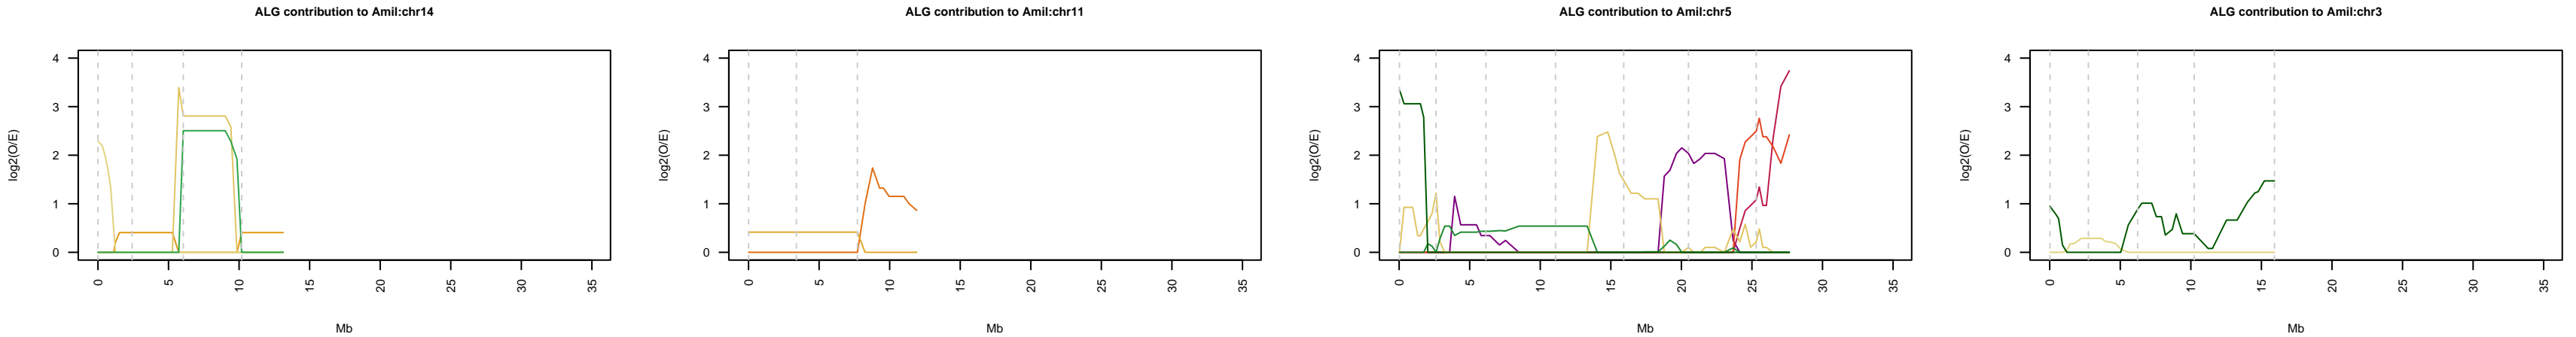 ALG contribution to Amil:chr14
4
3
2
1
0
log2(O/E)
0 5 10 15 20 25 30 35
Mb
ALG contribution to Amil:chr11
4
3
2
1
0
log2(O/E)
0 5 10 15 20 25 30 35
Mb
ALG contribution to Amil:chr5
4
3
2
1
0
log2(O/E)
0 5 10 15 20 25 30 35
Mb
ALG contribution to Amil:chr3
4
3
2
1
0
log2(O/E)
0 5 10 15 20 25 30 35
Mb